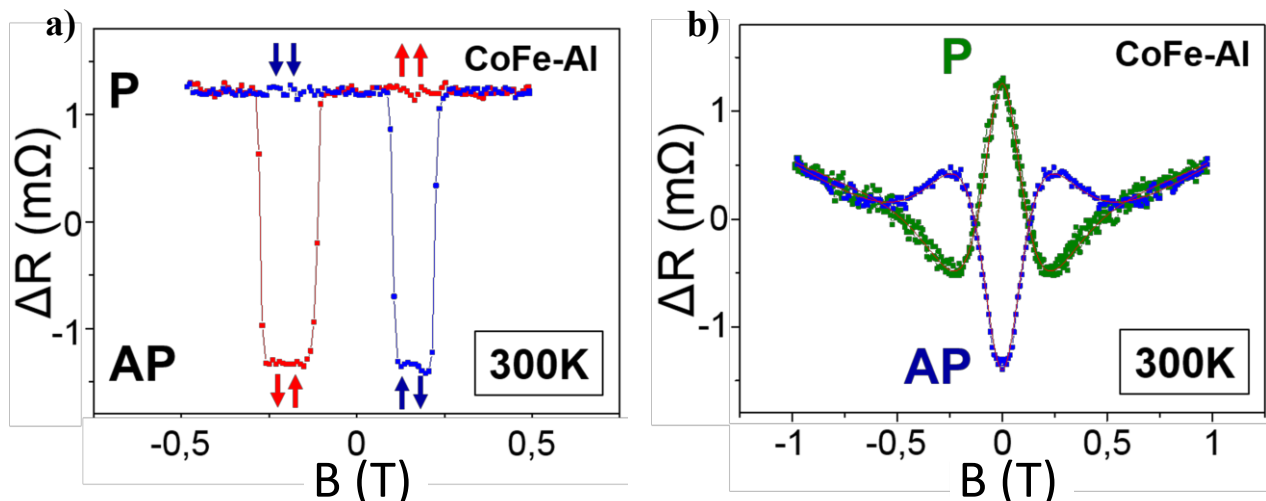 a)
P
CoFe-Al
1
0
-1
ΔR (mΩ)
AP
300K
-0,5
0
0,5
B (T)
b)
P
CoFe-Al
1
0
-1
ΔR (mΩ)
AP
300K
-1
-0,5
0
0,5
1
B (T)